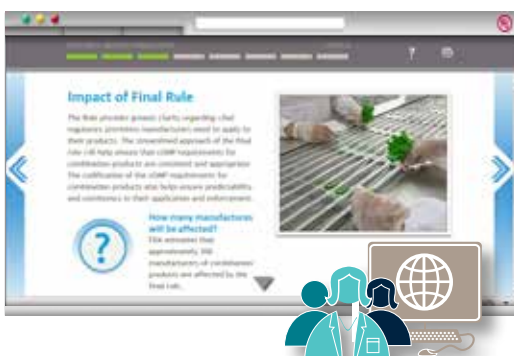 Impact of Final Rule
The Rule provides greater clarity regarding what
regulatory provisions manufacturers need to apply to
their products. The streamlined approach of the final
rule will help ensure that cGMP requirements for
combination products are consistent and appropriate.
The codification of the cGMP requirements for
combination products also helps ensure predictability
and consistency in their application and enforcement.
How many manufactures
will be affected?
FDA estimates that
approximately 300
manufacturers of combination
products are affected by the
final rule.
?
?